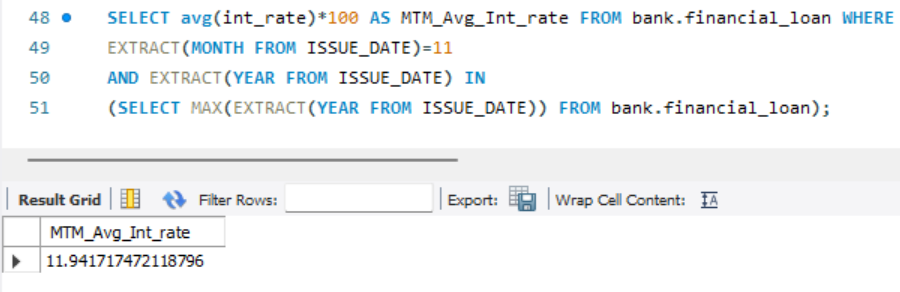 48 SELECT avg(int_rate)*100 AS MTM_Avg_Int_rate FROM bank.financial_loan WHERE
49 EXTRACT(MONTH FROM ISSUE_DATE)=11
50 AND EXTRACT(YEAR FROM ISSUE_DATE) IN
51 (SELECT MAX(EXTRACT(YEAR FROM ISSUE_DATE)) FROM bank.financial_loan);
Result Grid Filter Rows: Export: Wrap Cell Content: IA
MTM_Avg_Int_rate
11.941717472118796